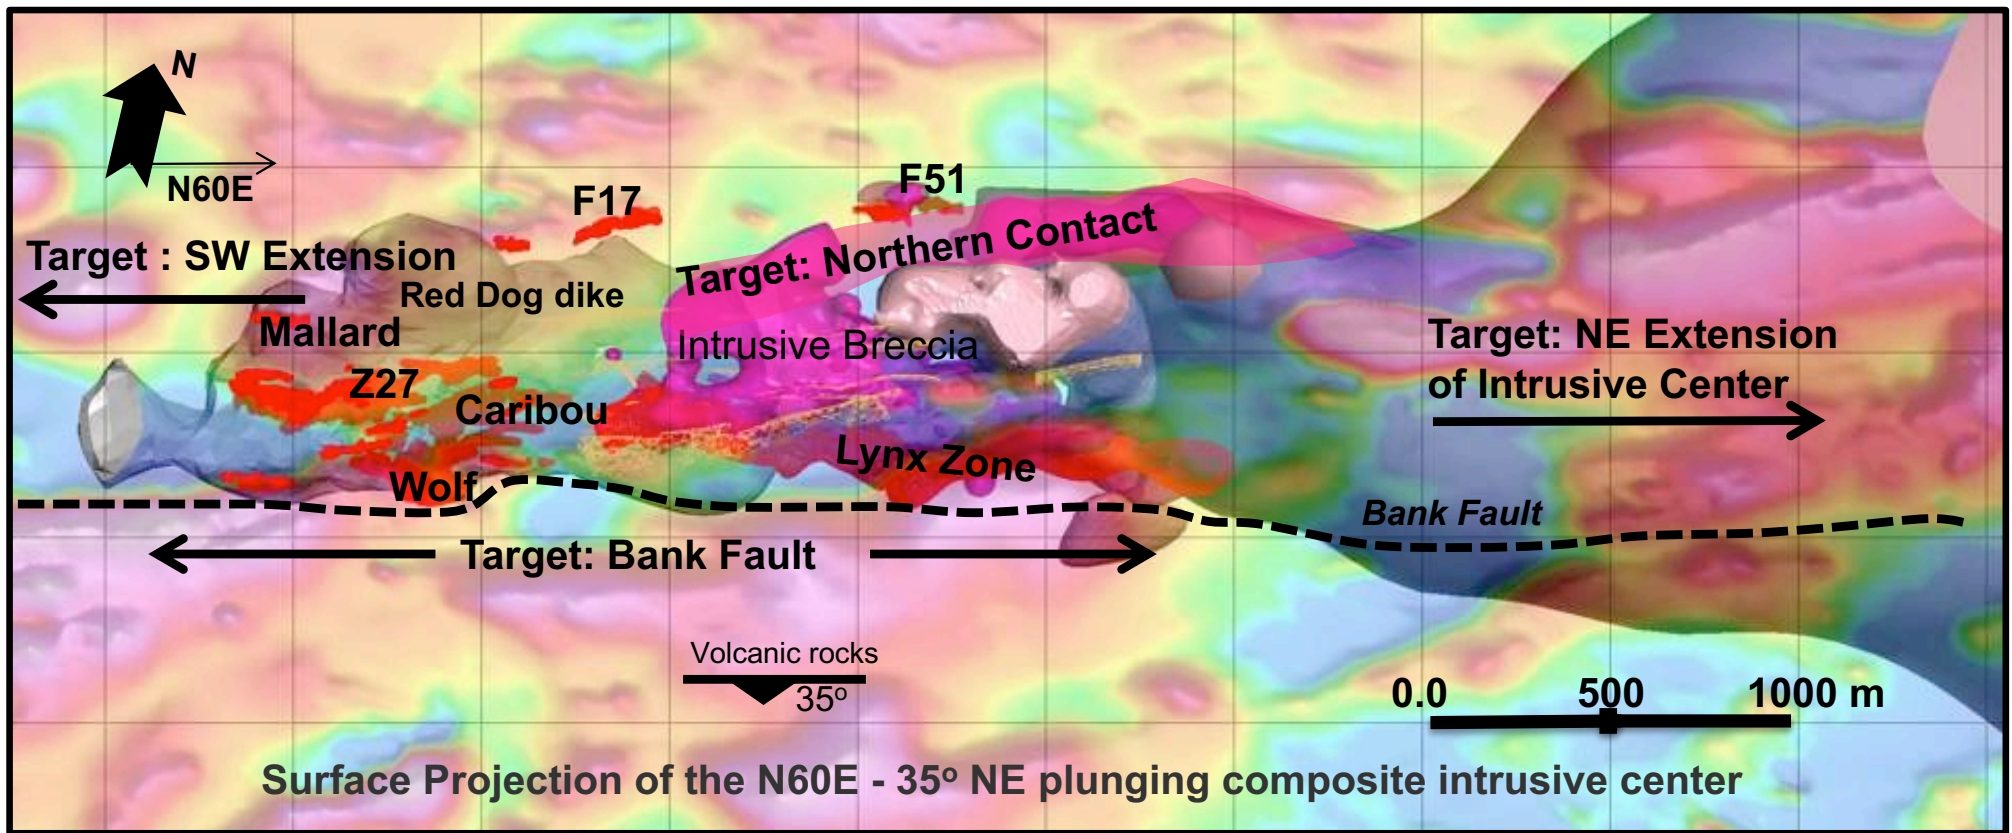 N
N60E
F17
F51
Target : SW Extension
Target: Northern Contact
Red Dog dike
Mallard
Intrusive Breccia
Target: NE Extension
of Intrusive Center
Z27
Caribou
Lynx Zone
Wolf
Bank Fault
Target: Bank Fault
Volcanic rocks
35º
0.0 500 1000 m
Surface Projection of the N60E - 35º NE plunging composite intrusive center